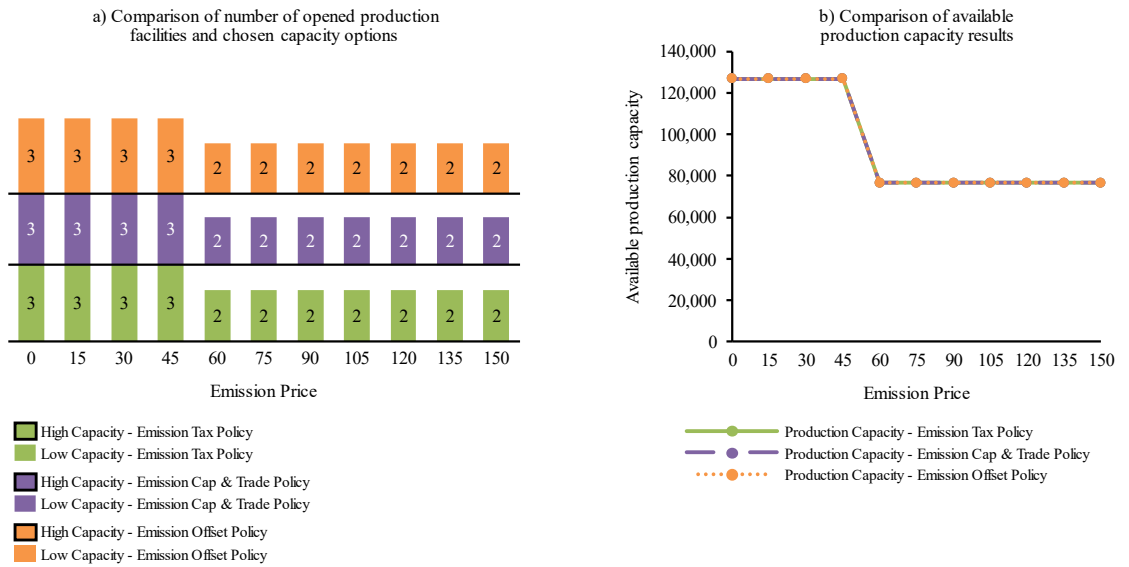 a) Comparison of number of opened production
facilities and chosen capacity options
3 3 3 3 2 2 2 2 2 2 2
3 3 3 3 2 2 2 2 2 2 2
3 3 3 3 2 2 2 2 2 2 2
0 15 30 45 60 75 90 105 120 135 150
Emission Price
High Capacity - Emission Tax Policy
Low Capacity - Emission Tax Policy
High Capacity - Emission Cap & Trade Policy
Low Capacity - Emission Cap & Trade Policy
High Capacity - Emission Offset Policy
Low Capacity - Emission Offset Policy
b) Comparison of available
production capacity results
Available production capacity
140,000
120,000
100,000
80,000
60,000
40,000
20,000
0
0 15 30 45 60 75 90 105 120 135 150
Emission Price
Production Capacity - Emission Tax Policy
Production Capacity - Emission Cap & Trade Policy
Production Capacity - Emission Offset Policy